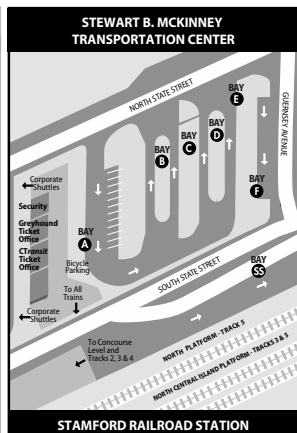 STEWART B. MCKINNEY
TRANSPORTATION CENTER
NORTH STATE STREET
GUERNSEY AVENUE
BAY
E
BAY
D
BAY
C
BAY
B
BAY
F
BAY
A
Corporate
Shuttles
Security
Greyhound
Ticket
Office
CTransit
Ticket
Office
Bicycle
Parking
To All
Trains
Corporate
Shuttles
SOUTH STATE STREET
BAY
SS
To Concourse
Level and
Tracks 2, 3 & 4
NORTH PLATFORM - TRACK 5
NORTH CENTRAL ISLAND PLATFORM - TRACKS 3 & 5
STAMFORD RAILROAD STATION